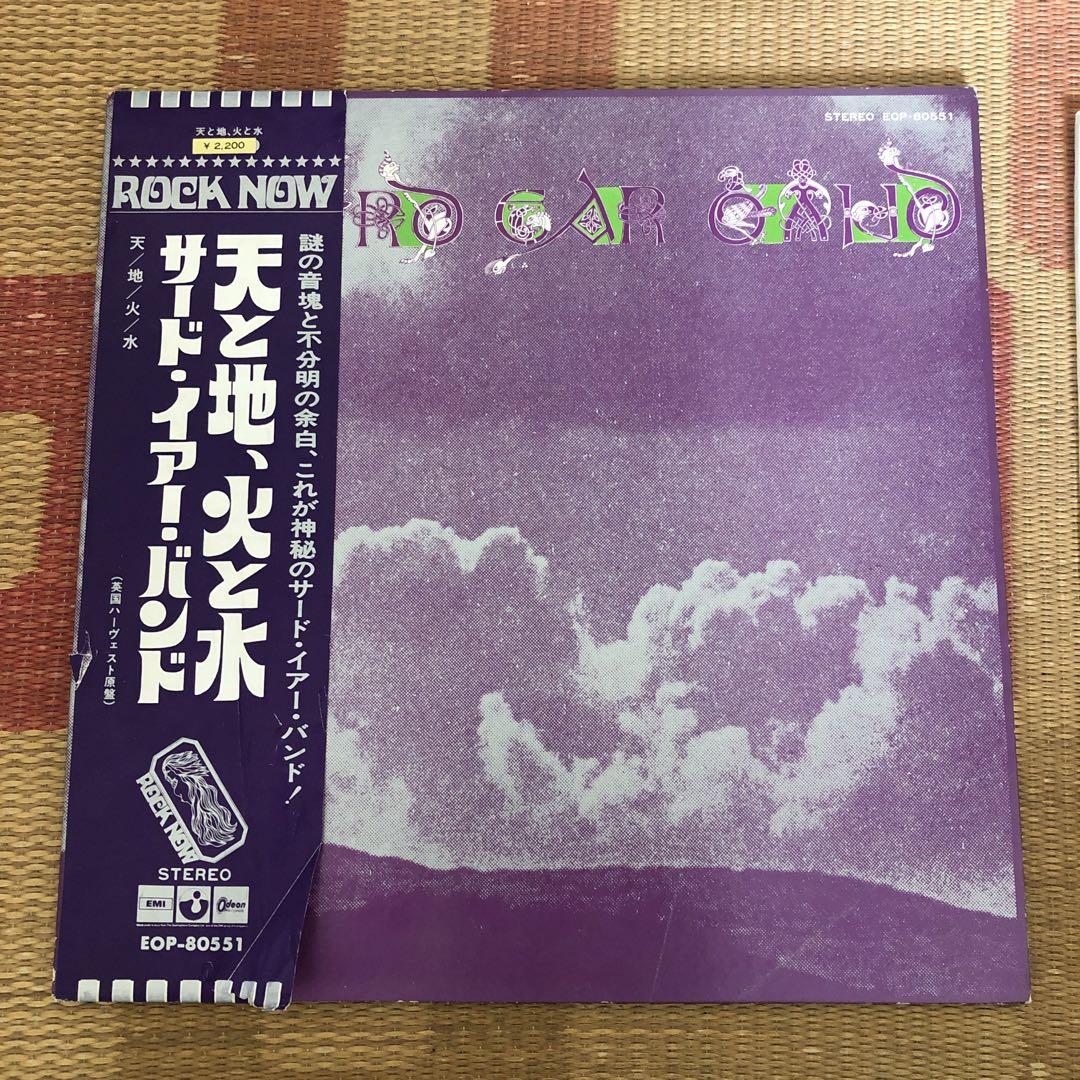 天と地、火と水
¥2,200
ROCK NOW
謎の音塊と不分明の余白、これが神秘のサード・イアー・バンド!
天と地、火と水
サード・イアー・バンド
天/地/火/水
(英国ハーヴェスト原盤)
ROCK NOW
STEREO
EMI
Odeon
EOP-80551
STEREO EOP-80551
RD EAR BAND